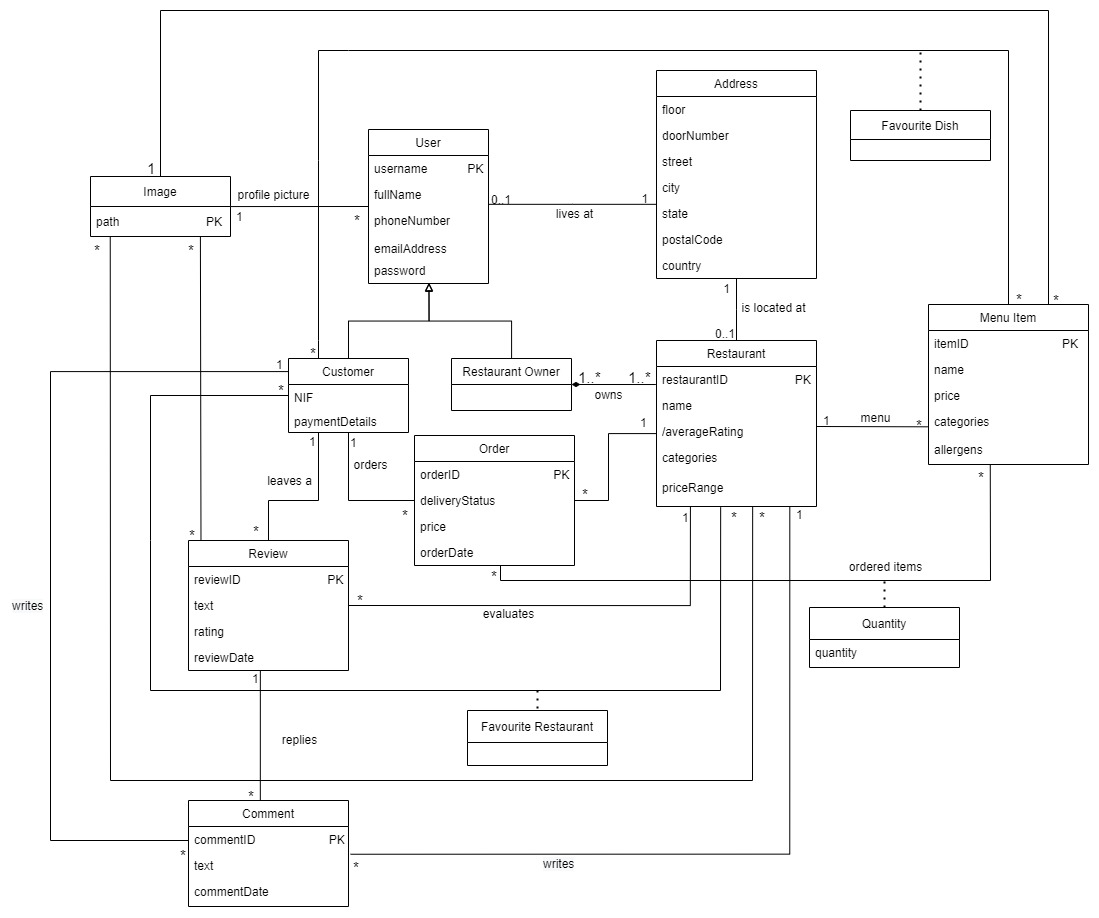 Address
floor
doorNumber
street
city
state
postalCode
country
Favourite Dish
User
username PK
fullName
phoneNumber
emailAddress
password
1
Image
path PK
profile picture
1
*
0..1
1
lives at
*
*
1
is located at
0..1
*
*
Menu Item
itemID PK
name
price
categories
allergens
*
1
*
Customer
NIF
paymentDetails
Restaurant Owner
1..* 1..*
owns
Restaurant
restaurantID PK
name
/averageRating
categories
priceRange
1
menu
*
1
1
1
orders
leaves a
*
*
Order
orderID PK
deliveryStatus
price
orderDate
*
*
*
1
*
*
1
*
Review
reviewID PK
text
rating
reviewDate
*
evaluates
ordered items
Quantity
quantity
writes
1
replies
*
Favourite Restaurant
Comment
commentID PK
text
commentDate
*
*
writes